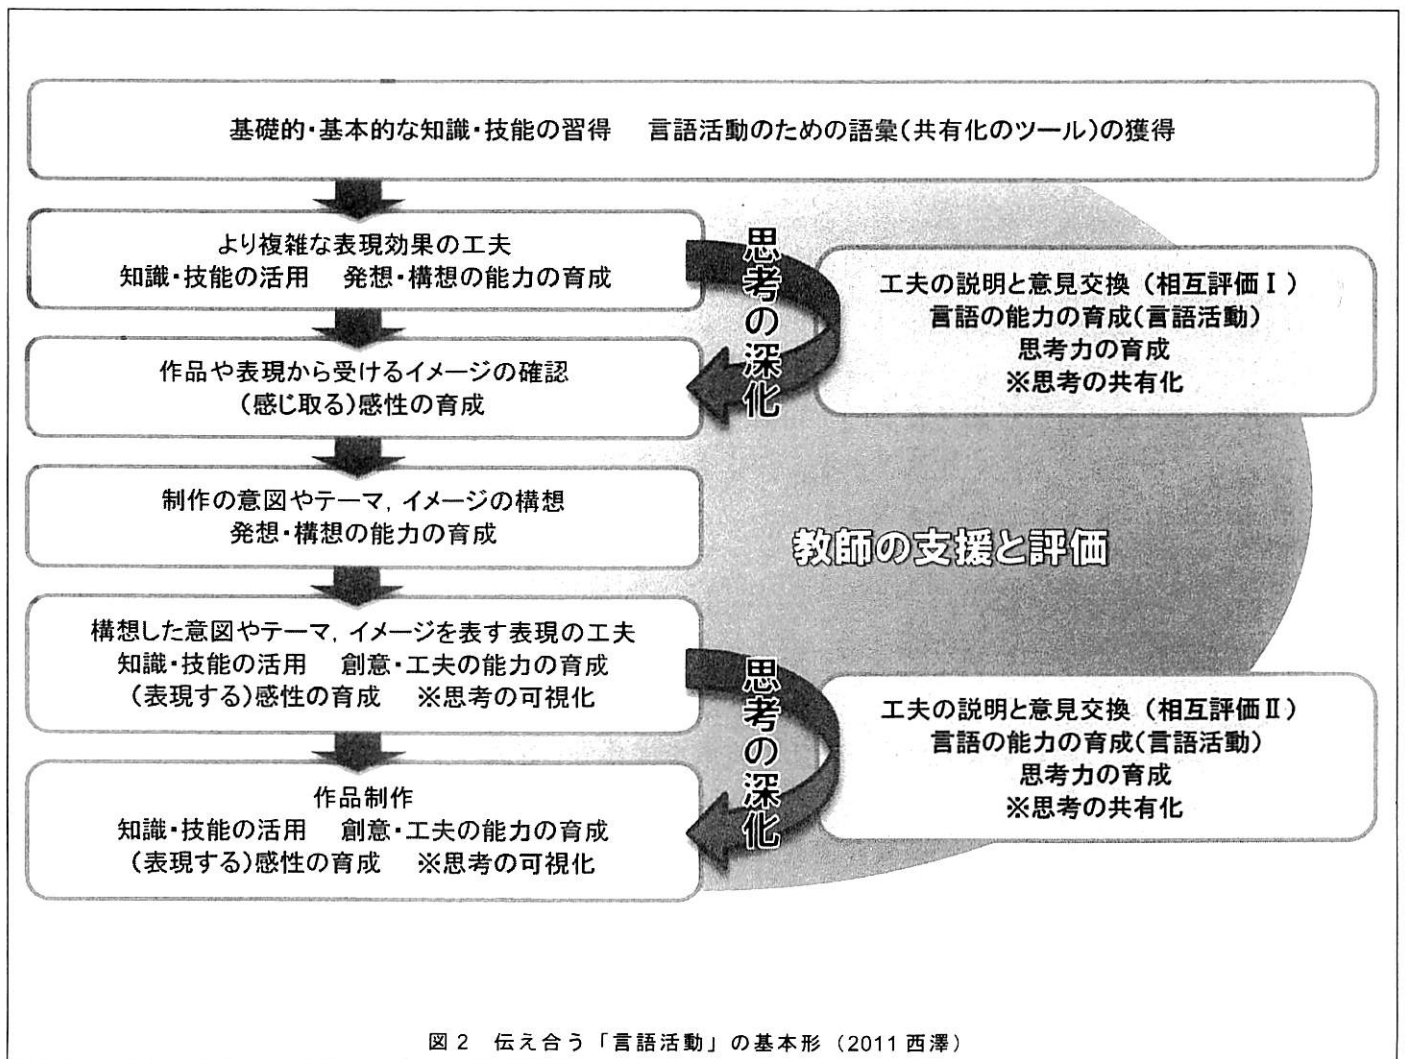 基礎的・基本的な知識・技能の習得　言語活動のための語彙(共有化のツール)の獲得
より複雑な表現効果の工夫
知識・技能の活用　発想・構想の能力の育成
思考の深化
工夫の説明と意見交換（相互評価Ⅰ）
言語の能力の育成(言語活動)
思考力の育成
※思考の共有化
作品や表現から受けるイメージの確認
(感じ取る)感性の育成
制作の意図やテーマ，イメージの構想
発想・構想の能力の育成
教師の支援と評価
構想した意図やテーマ，イメージを表す表現の工夫
知識・技能の活用　創意・工夫の能力の育成
(表現する)感性の育成　※思考の可視化
思考の深化
工夫の説明と意見交換（相互評価Ⅱ）
言語の能力の育成(言語活動)
思考力の育成
※思考の共有化
作品制作
知識・技能の活用　創意・工夫の能力の育成
(表現する)感性の育成　※思考の可視化
図2　伝え合う「言語活動」の基本形（2011西澤）